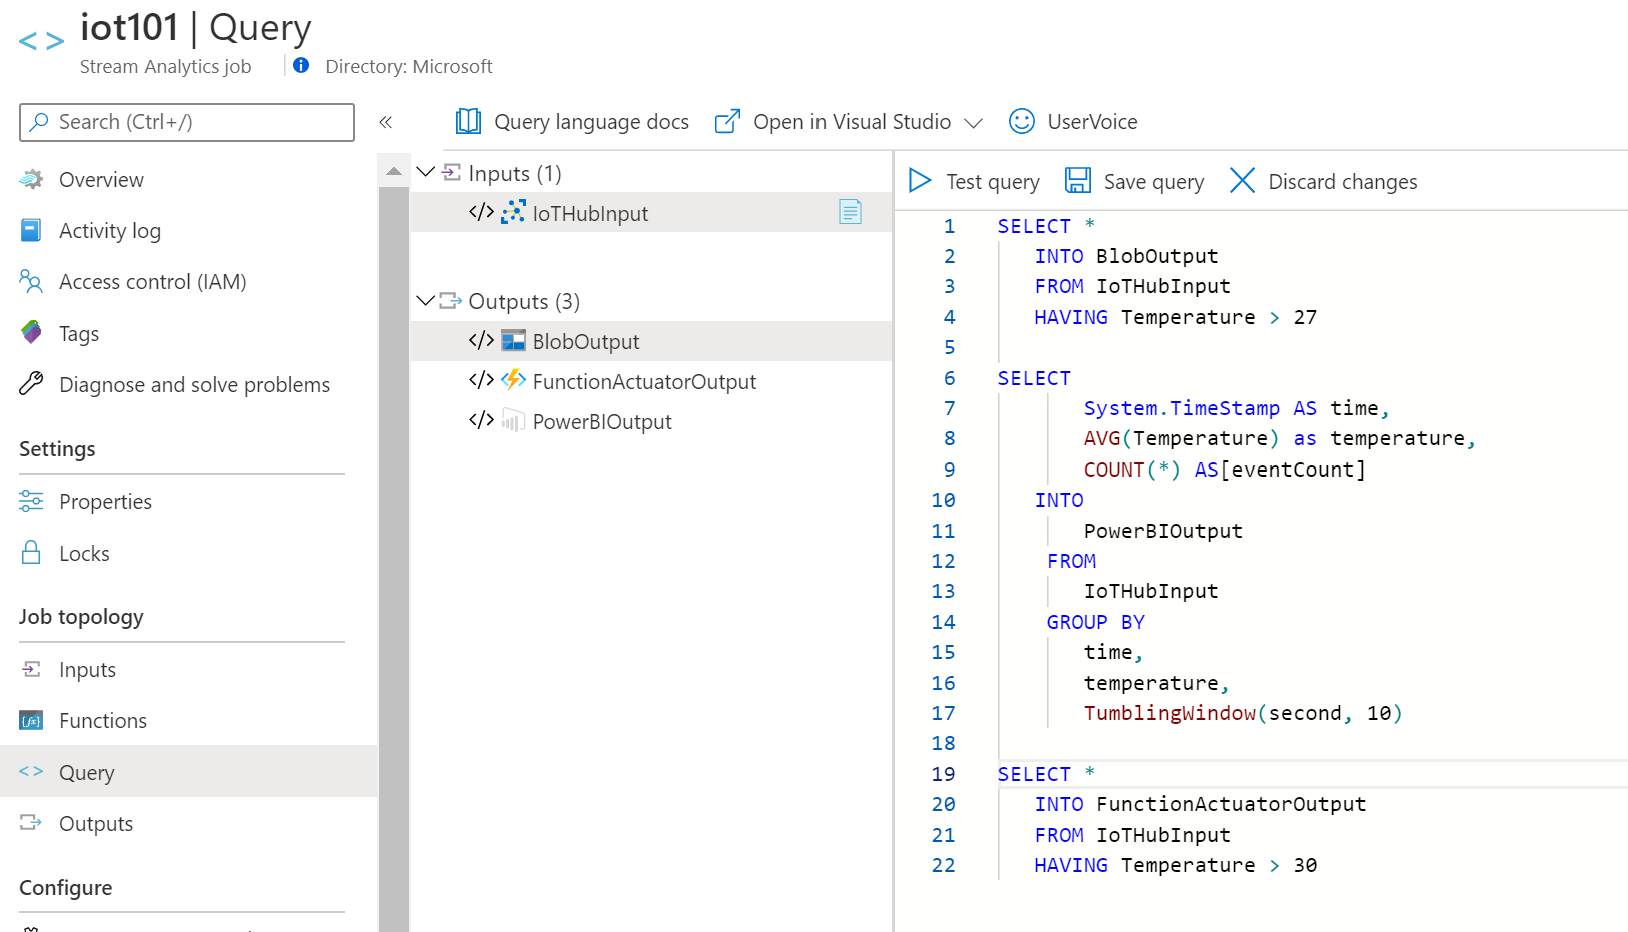 iot101 | Query
Stream Analytics job
Directory: Microsoft
Search (Ctrl+/)
«
Overview
Activity log
Access control (IAM)
Tags
Diagnose and solve problems
Settings
Properties
Locks
Job topology
Inputs
Functions
Query
Outputs
Configure
Query language docs
Open in Visual Studio
UserVoice
Inputs (1)
</> IoTHubInput
Outputs (3)
</> BlobOutput
</> FunctionActuatorOutput
</> PowerBIOutput
Test query
Save query
Discard changes
1 SELECT *
2 INTO BlobOutput
3 FROM IoTHubInput
4 HAVING Temperature > 27
5
6 SELECT
7 System.TimeStamp AS time,
8 AVG(Temperature) as temperature,
9 COUNT(*) AS[eventCount]
10 INTO
11 PowerBIOutput
12 FROM
13 IoTHubInput
14 GROUP BY
15 time,
16 temperature,
17 TumblingWindow(second, 10)
18
19 SELECT *
20 INTO FunctionActuatorOutput
21 FROM IoTHubInput
22 HAVING Temperature > 30